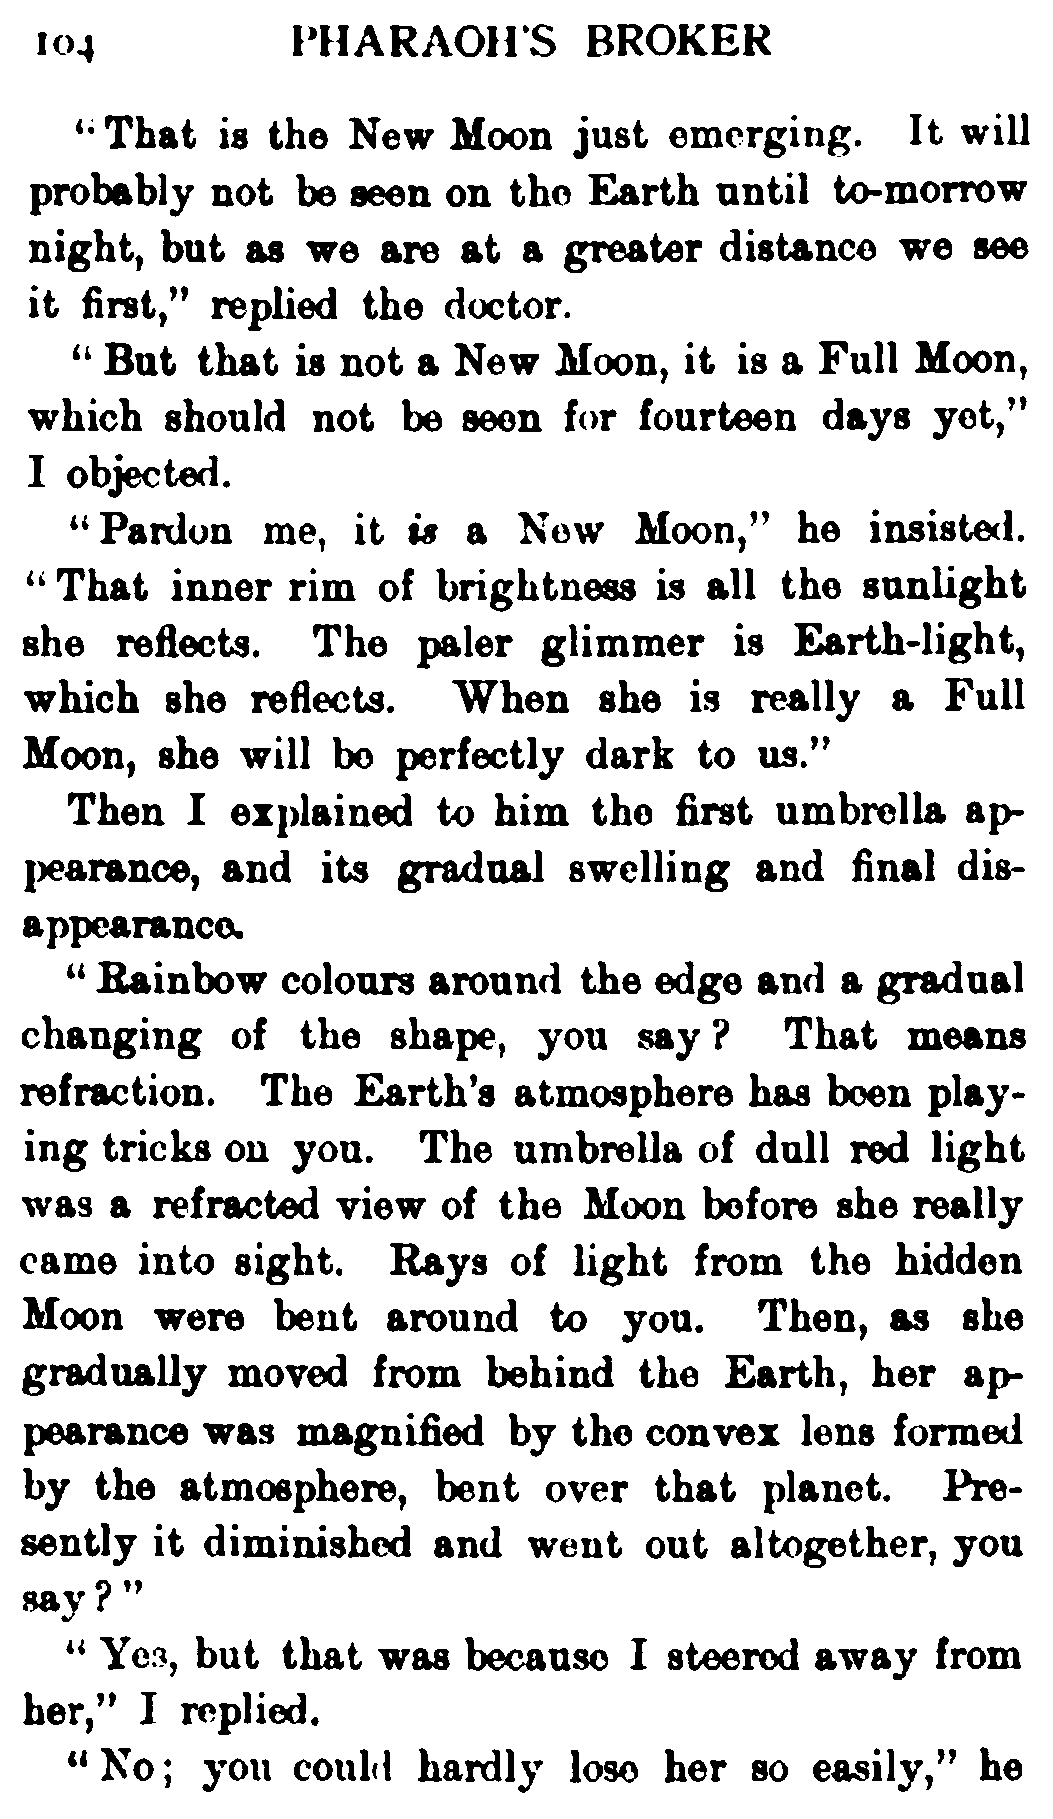 104 PHARAOH'S BROKER
"That is the New Moon just emerging. It will
probably not be seen on the Earth until to-morrow
night, but as we are at a greater distance we see
it first," replied the doctor.
"But that is not a New Moon, it is a Full Moon,
which should not be seen for fourteen days yet,"
I objected.
"Pardon me, it is a New Moon," he insisted.
"That inner rim of brightness is all the sunlight
she reflects. The paler glimmer is Earth-light,
which she reflects. When she is really a Full
Moon, she will be perfectly dark to us."
Then I explained to him the first umbrella ap-
pearance, and its gradual swelling and final dis-
appearance.
"Rainbow colours around the edge and a gradual
changing of the shape, you say? That means
refraction. The Earth's atmosphere has been play-
ing tricks on you. The umbrella of dull red light
was a refracted view of the Moon before she really
came into sight. Rays of light from the hidden
Moon were bent around to you. Then, as she
gradually moved from behind the Earth, her ap-
pearance was magnified by the convex lens formed
by the atmosphere, bent over that planet. Pre-
sently it diminished and went out altogether, you
say?"
"Yes, but that was because I steered away from
her," I replied.
"No; you could hardly lose her so easily," he